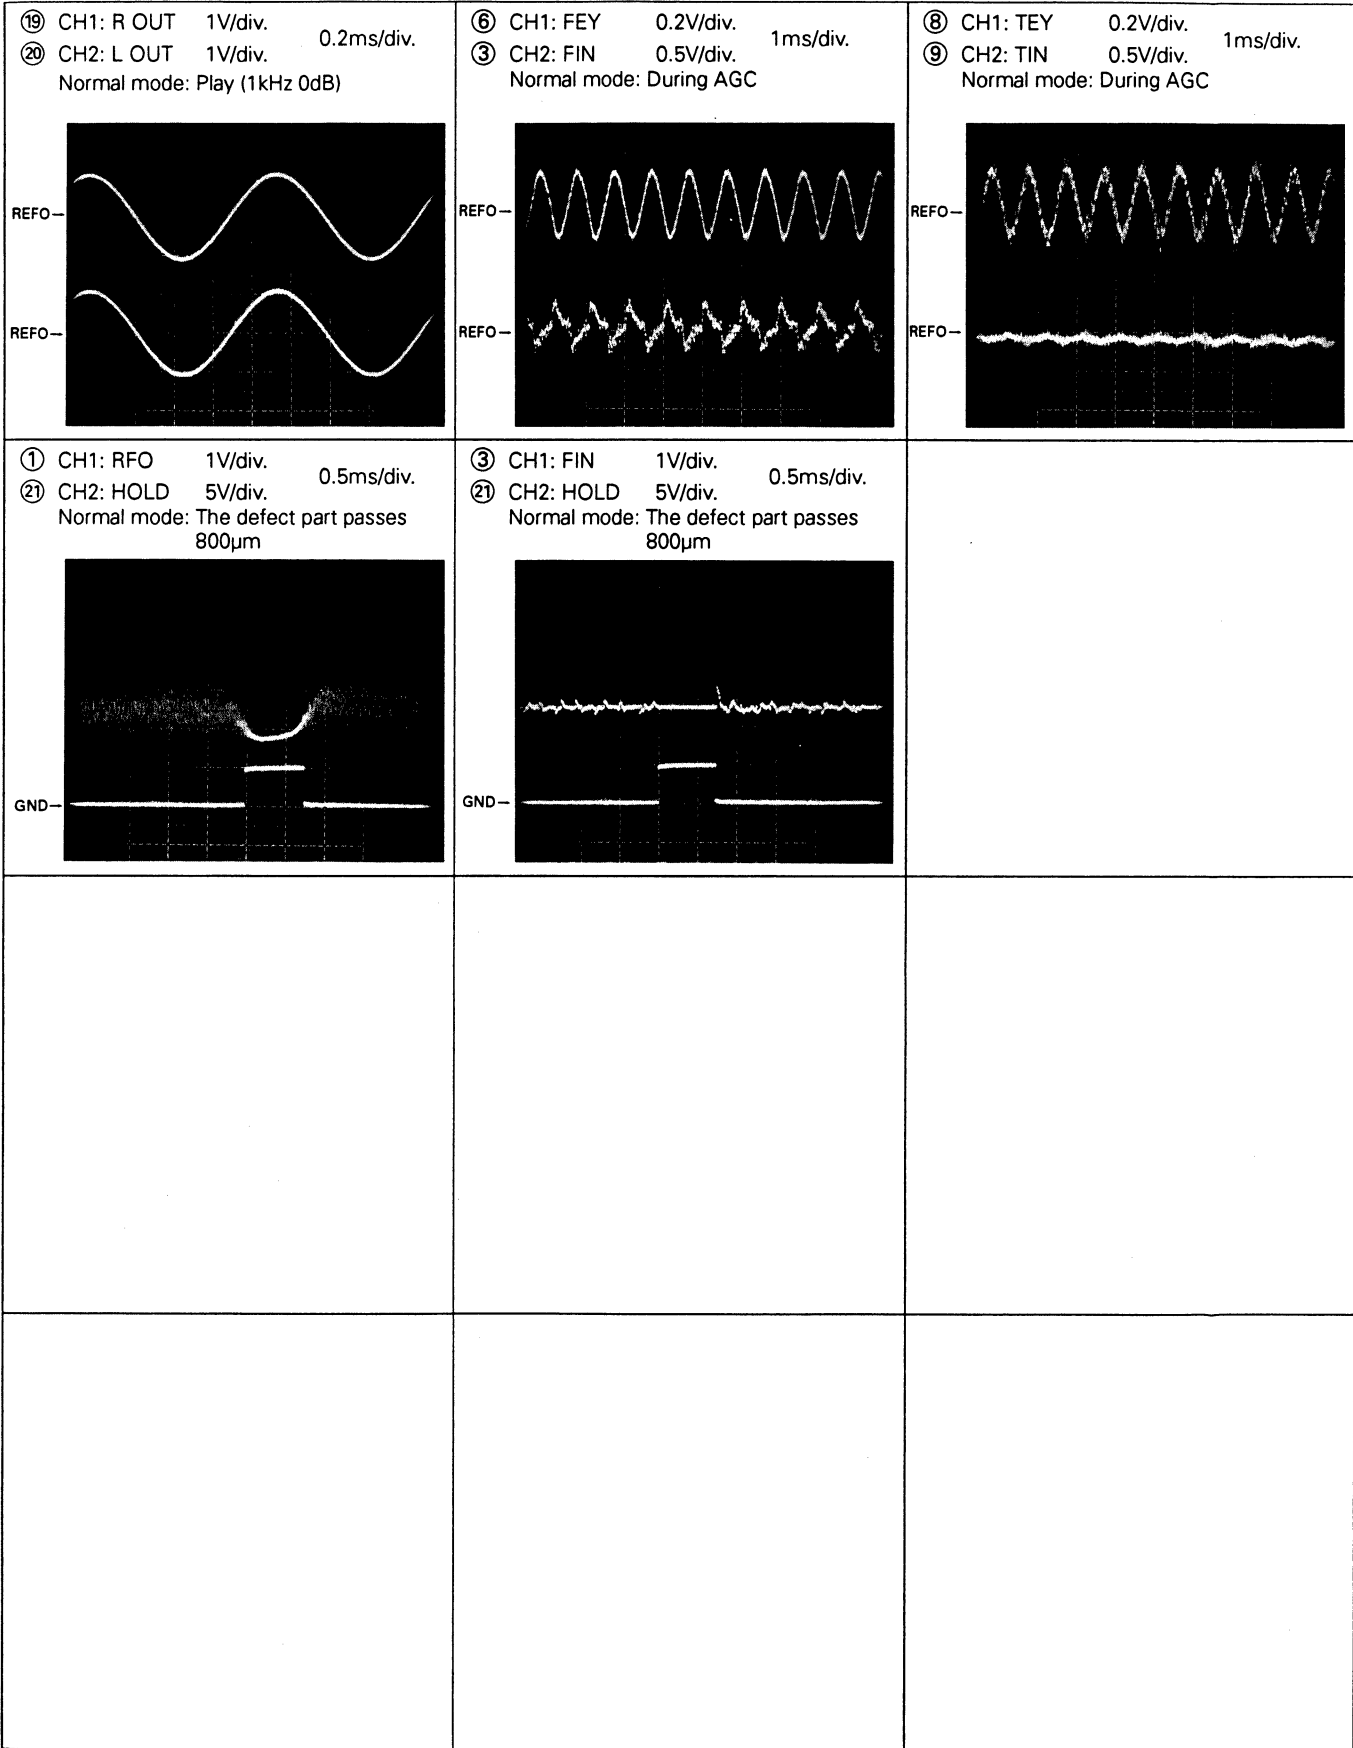 ⑲ CH1: R OUT 1V/div. 0.2ms/div.
⑳ CH2: L OUT 1V/div.
Normal mode: Play (1kHz 0dB)
REFO
REFO
⑥ CH1: FEY 0.2V/div. 1ms/div.
③ CH2: FIN 0.5V/div.
Normal mode: During AGC
REFO
REFO
⑧ CH1: TEY 0.2V/div. 1ms/div.
⑨ CH2: TIN 0.5V/div.
Normal mode: During AGC
REFO
REFO
① CH1: RFO 1V/div. 0.5ms/div.
㉑ CH2: HOLD 5V/div.
Normal mode: The defect part passes
800µm
GND
③ CH1: FIN 1V/div. 0.5ms/div.
㉑ CH2: HOLD 5V/div.
Normal mode: The defect part passes
800µm
GND